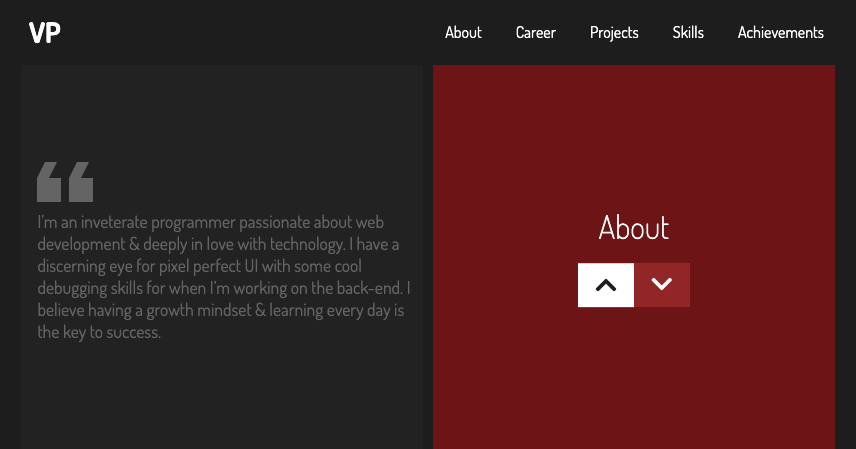 VP
About
Career
Projects
Skills
Achievements
I'm an inveterate programmer passionate about web
development & deeply in love with technology. I have a
discerning eye for pixel perfect UI with some cool
debugging skills for when I'm working on the back-end. I
believe having a growth mindset & learning every day is
the key to success.
About